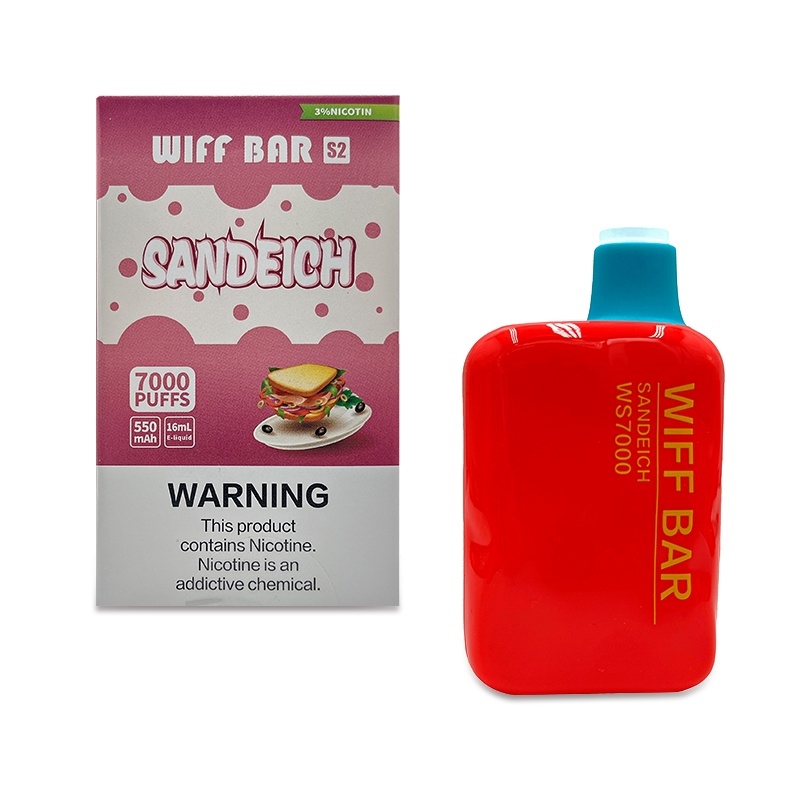 3%NICOTIN
WIFF BAR S2
SANDEICH
7000
PUFFS
550
mAh
16mL
E-liquid
WARNING
This product
contains Nicotine.
Nicotine is an
addictive chemical.
WIFF BAR
SANDEICH
WS7000